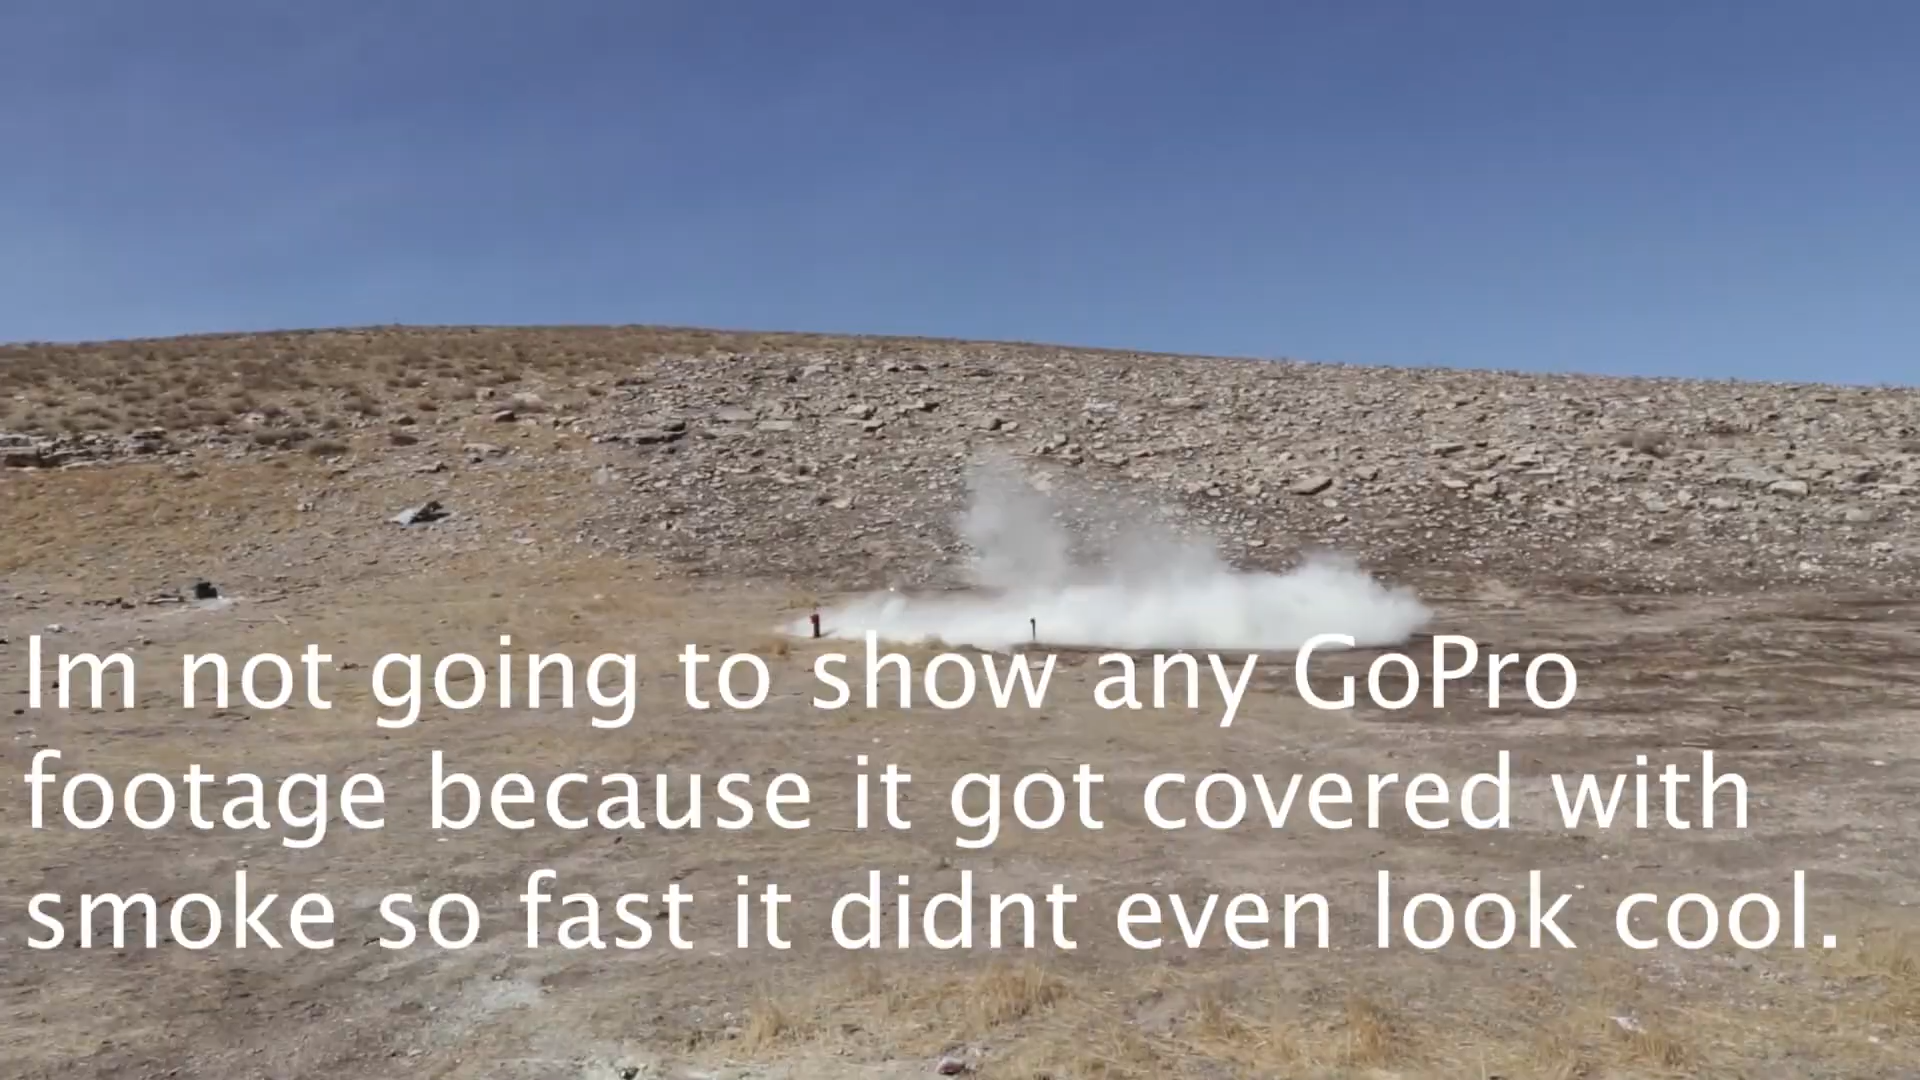 Im not going to show any GoPro
footage because it got covered with
smoke so fast it didnt even look cool.